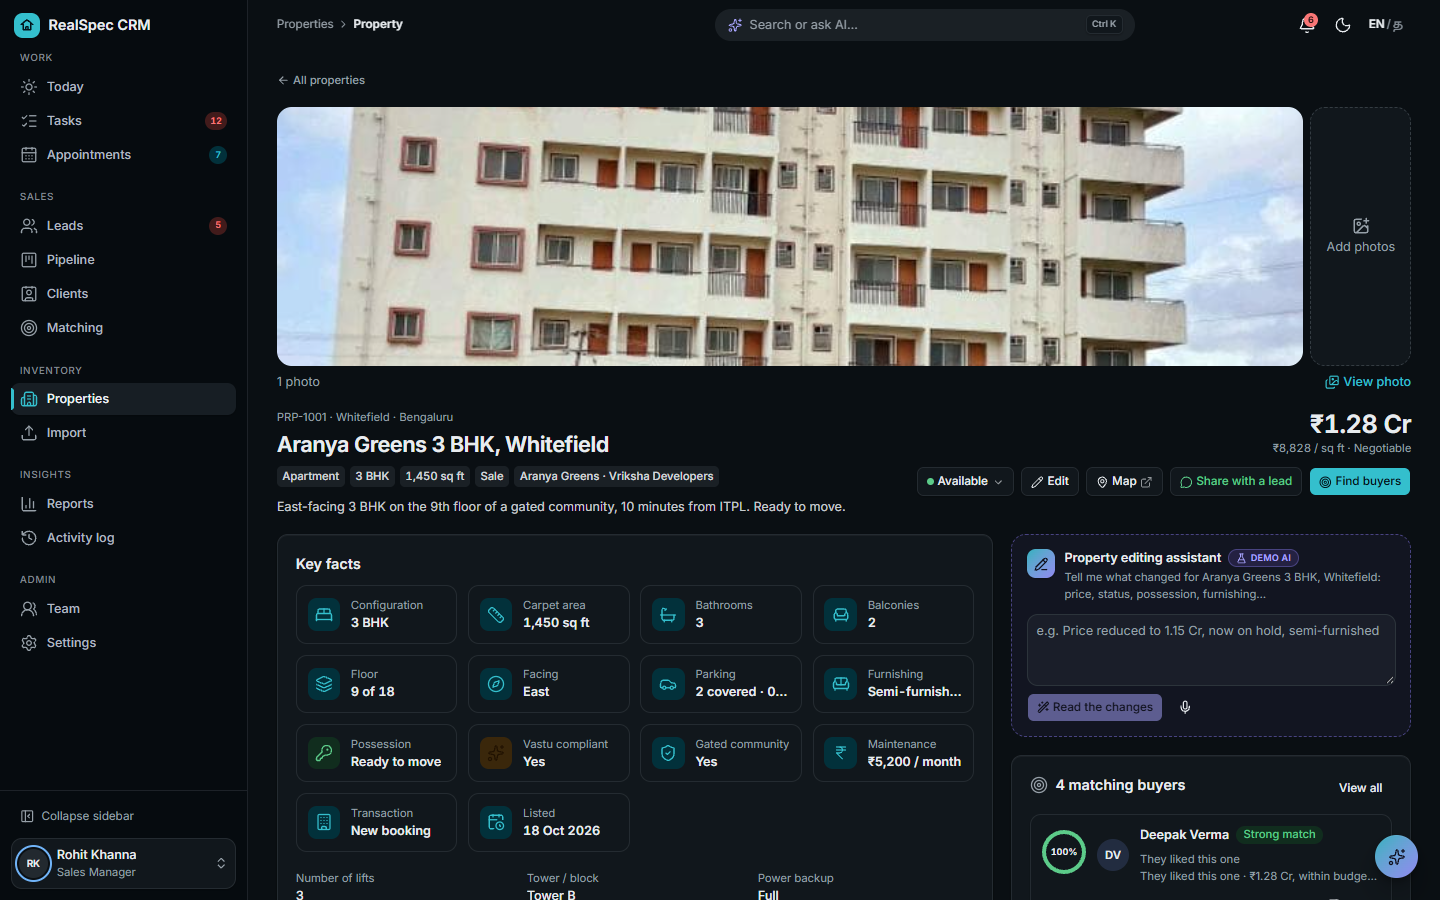 RealSpec CRM
WORK
Today
Tasks
12
Appointments
7
SALES
Leads
5
Pipeline
Clients
Matching
INVENTORY
Properties
Import
INSIGHTS
Reports
Activity log
ADMIN
Team
Settings
Collapse sidebar
RK
Rohit Khanna
Sales Manager
Properties > Property
Search or ask AI...
Ctrl K
6
EN / த
← All properties
Add photos
1 photo
View photo
PRP-1001 · Whitefield · Bengaluru
Aranya Greens 3 BHK, Whitefield
₹1.28 Cr
₹8,828 / sq ft · Negotiable
Apartment
3 BHK
1,450 sq ft
Sale
Aranya Greens · Vriksha Developers
Available
Edit
Map
Share with a lead
Find buyers
East-facing 3 BHK on the 9th floor of a gated community, 10 minutes from ITPL. Ready to move.
Key facts
Configuration
3 BHK
Carpet area
1,450 sq ft
Bathrooms
3
Balconies
2
Floor
9 of 18
Facing
East
Parking
2 covered · 0...
Furnishing
Semi-furnish...
Possession
Ready to move
Vastu compliant
Yes
Gated community
Yes
Maintenance
₹5,200 / month
Transaction
New booking
Listed
18 Oct 2026
Number of lifts
3
Tower / block
Tower B
Power backup
Full
Property editing assistant
DEMO AI
Tell me what changed for Aranya Greens 3 BHK, Whitefield:
price, status, possession, furnishing...
e.g. Price reduced to 1.15 Cr, now on hold, semi-furnished
Read the changes
4 matching buyers
View all
100%
DV
Deepak Verma
Strong match
They liked this one
They liked this one · ₹1.28 Cr, within budge...